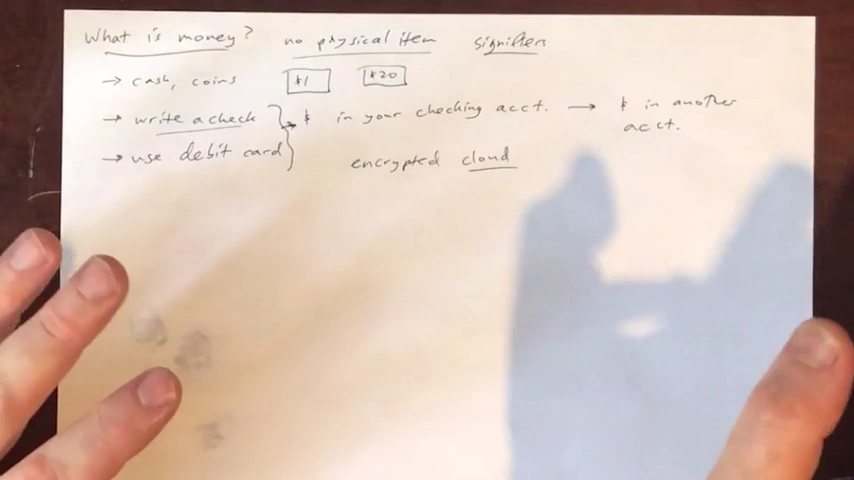 What is money? no physical item signifiers
→ cash, coins $1 $20
→ write a check $ in your checking acct. → $ in another
acct.
→ use debit card
encrypted cloud